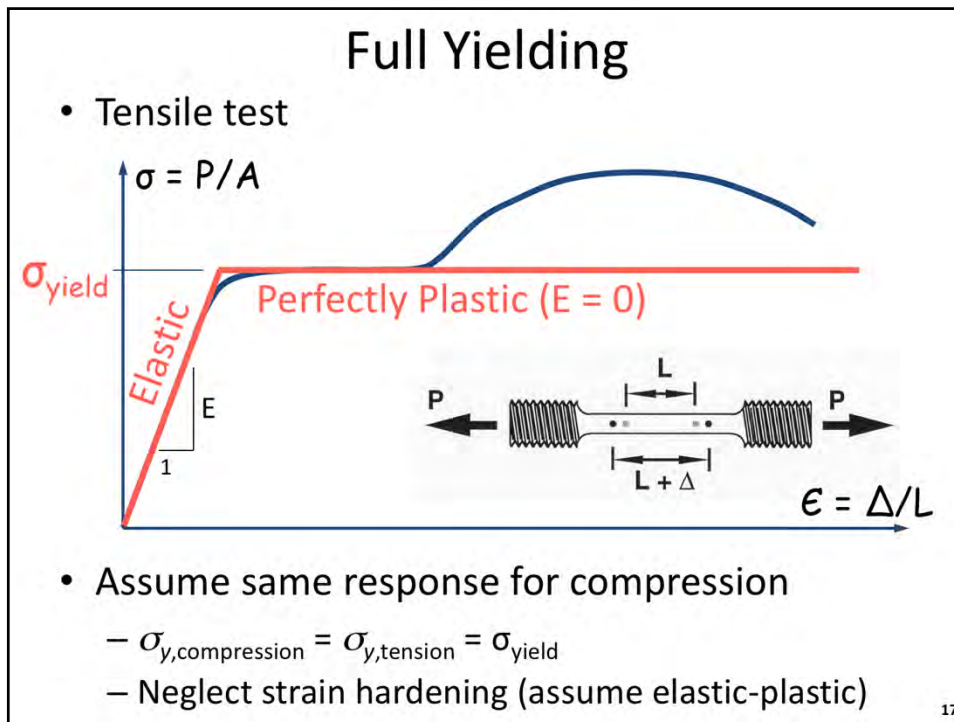 Full Yielding
• Tensile test
σ = P/A
σyield
Perfectly Plastic (E = 0)
Elastic
E
1
L
P
P
L + Δ
ϵ = Δ/L
• Assume same response for compression
– σy,compression = σy,tension = σyield
– Neglect strain hardening (assume elastic-plastic)
17